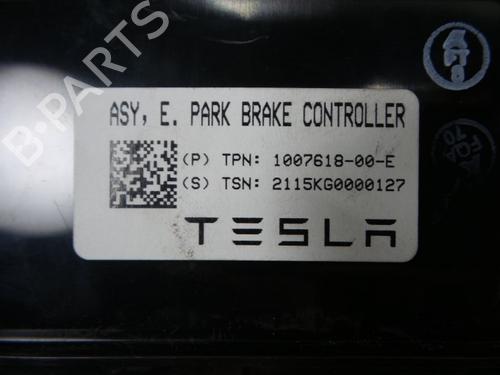 B-PARTS
ASY, E. PARK BRAKE CONTROLLER
(P) TPN: 1007618-00-E
(S) TSN: 2115KG0000127
TESLA